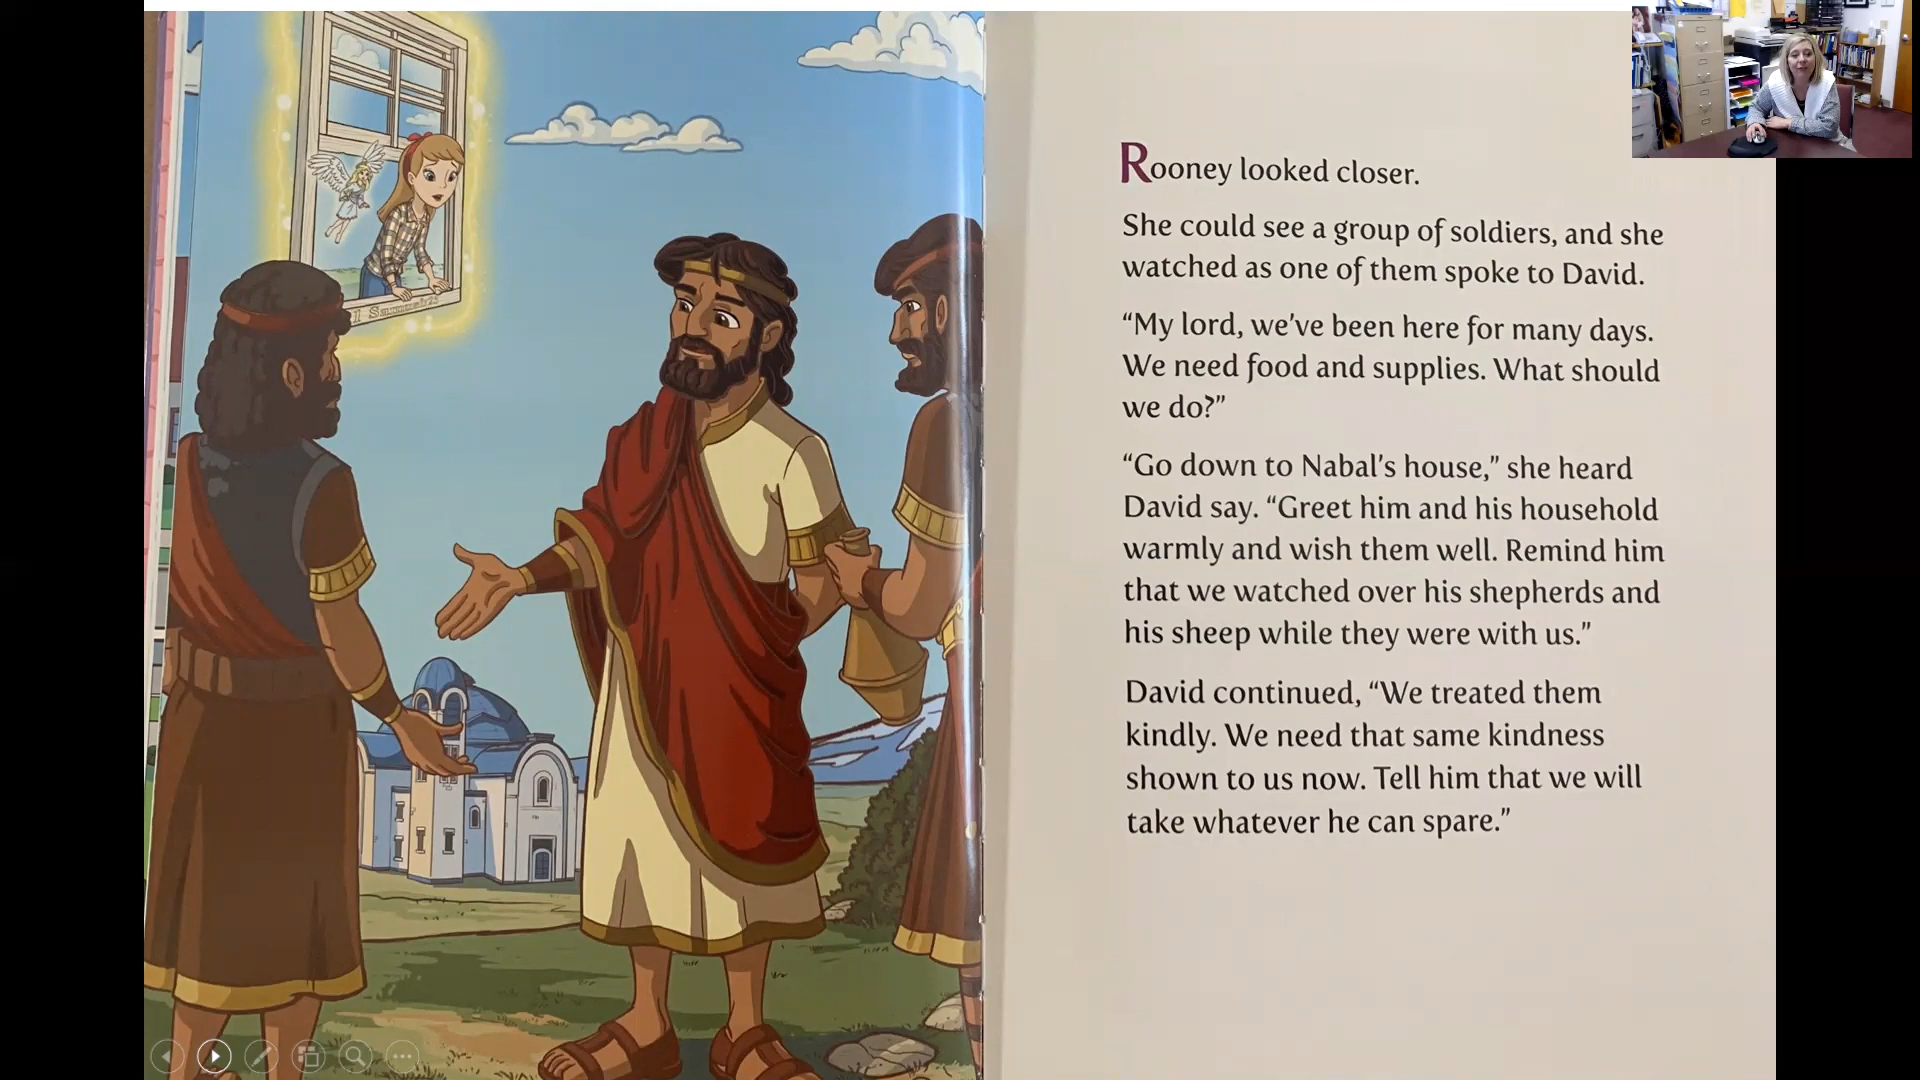 1 Samuel
Rooney looked closer.
She could see a group of soldiers, and she
watched as one of them spoke to David.
“My lord, we’ve been here for many days.
We need food and supplies. What should
we do?”
“Go down to Nabal’s house,” she heard
David say. “Greet him and his household
warmly and wish them well. Remind him
that we watched over his shepherds and
his sheep while they were with us.”
David continued, “We treated them
kindly. We need that same kindness
shown to us now. Tell him that we will
take whatever he can spare.”